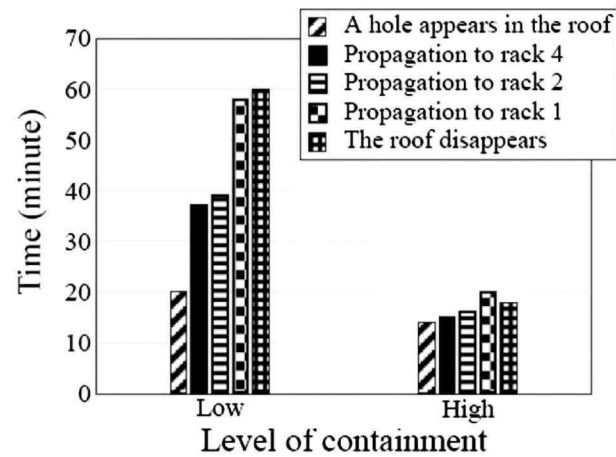 A hole appears in the roof
Propagation to rack 4
Propagation to rack 2
Propagation to rack 1
The roof disappears
70
60
50
40
30
20
10
0
Time (minute)
Low
High
Level of containment